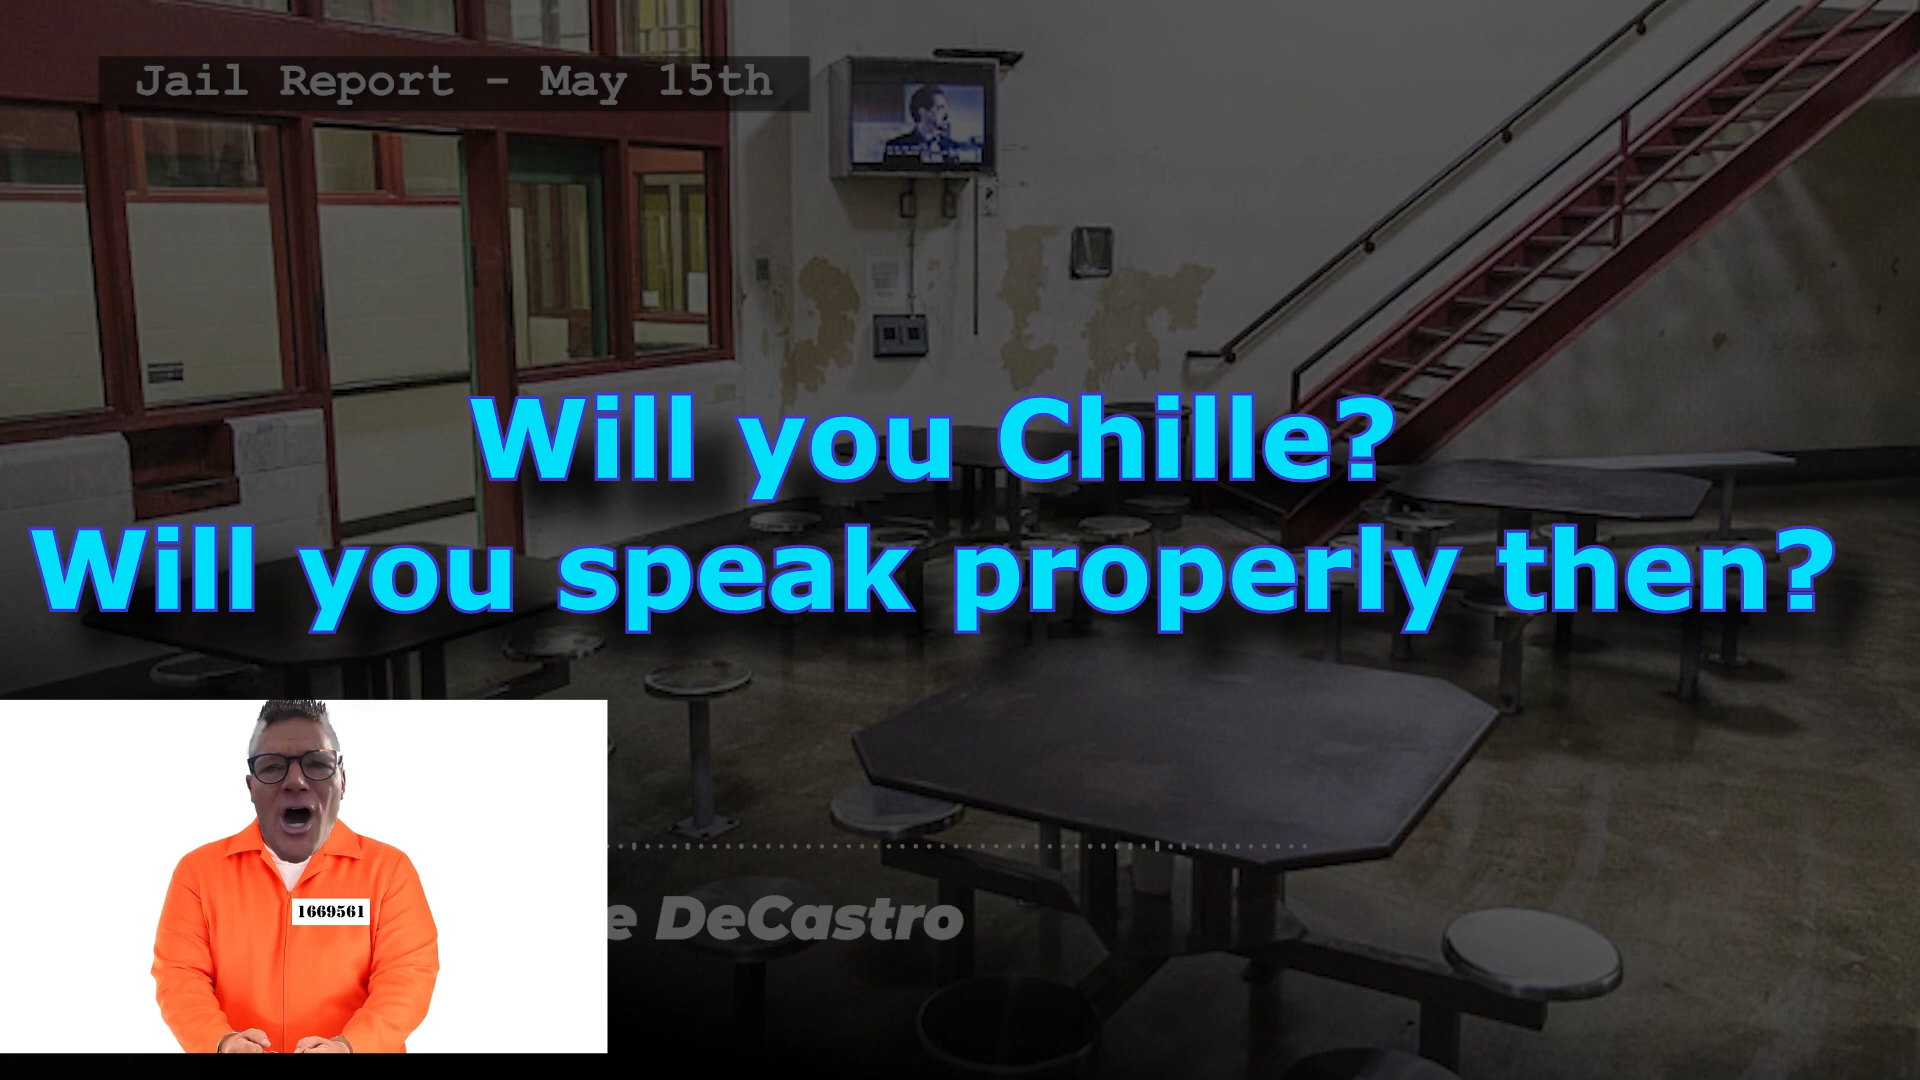 Jail Report - May 15th
Will you Chille?
Will you speak properly then?
1669561
e DeCastro